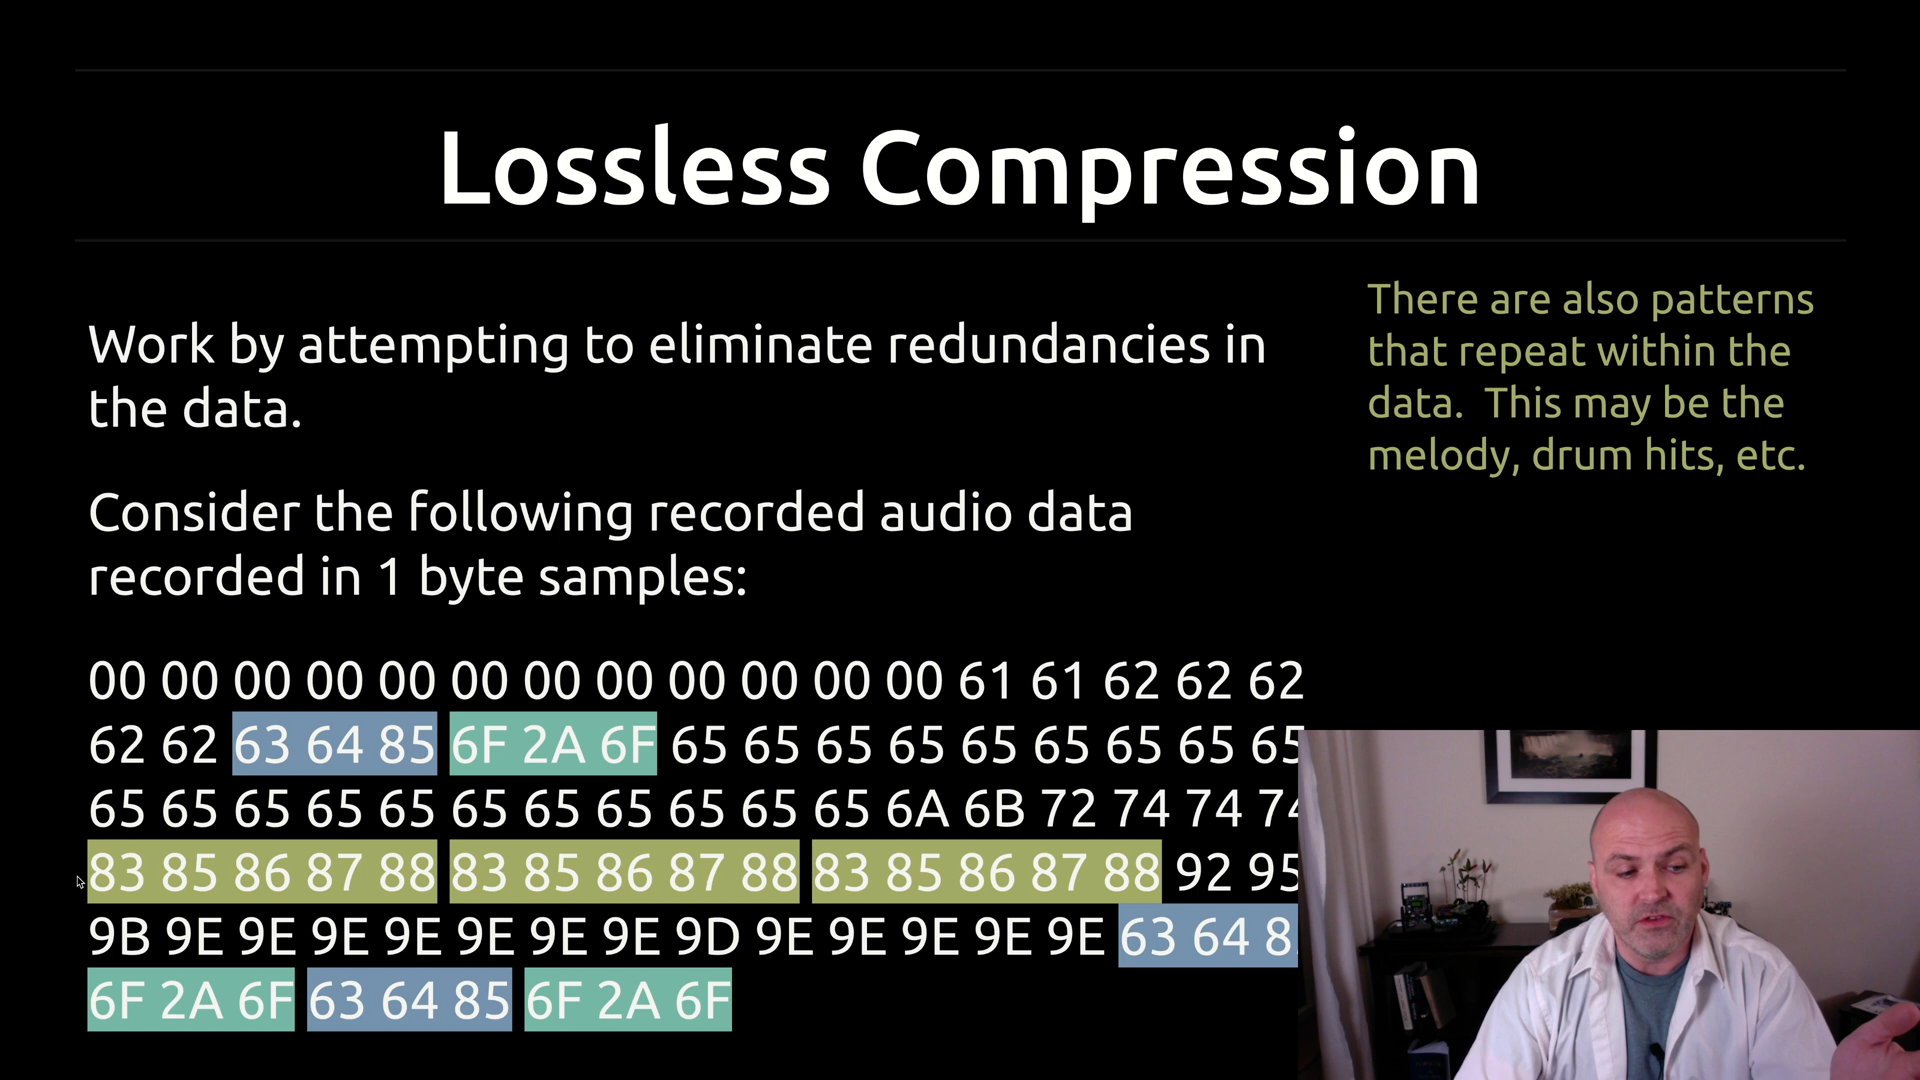 Lossless Compression
Work by attempting to eliminate redundancies in
the data.
Consider the following recorded audio data
recorded in 1 byte samples:
00 00 00 00 00 00 00 00 00 00 00 00 61 61 62 62 62
62 62 63 64 85 6F 2A 6F 65 65 65 65 65 65 65 65 65
65 65 65 65 65 65 65 65 65 65 65 6A 6B 72 74 74 74
83 85 86 87 88 83 85 86 87 88 83 85 86 87 88 92 95
9B 9E 9E 9E 9E 9E 9E 9E 9D 9E 9E 9E 9E 9E 63 64
6F 2A 6F 63 64 85 6F 2A 6F
There are also patterns
that repeat within the
data. This may be the
melody, drum hits, etc.